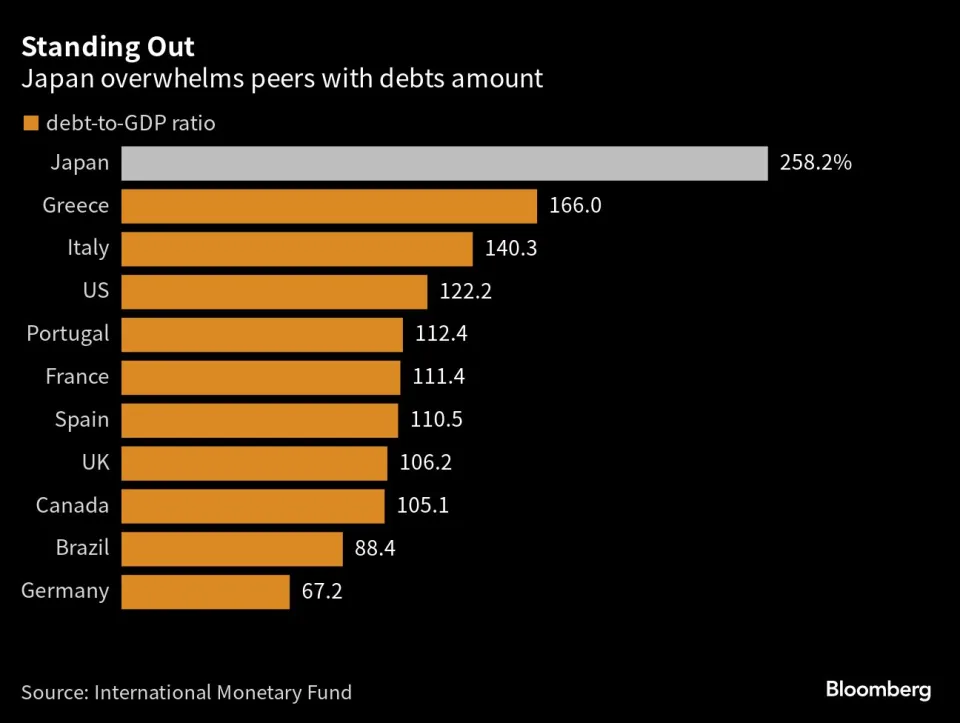 Standing Out
Japan overwhelms peers with debts amount
debt-to-GDP ratio
Japan 258.2%
Greece 166.0
Italy 140.3
US 122.2
Portugal 112.4
France 111.4
Spain 110.5
UK 106.2
Canada 105.1
Brazil 88.4
Germany 67.2
Source: International Monetary Fund
Bloomberg